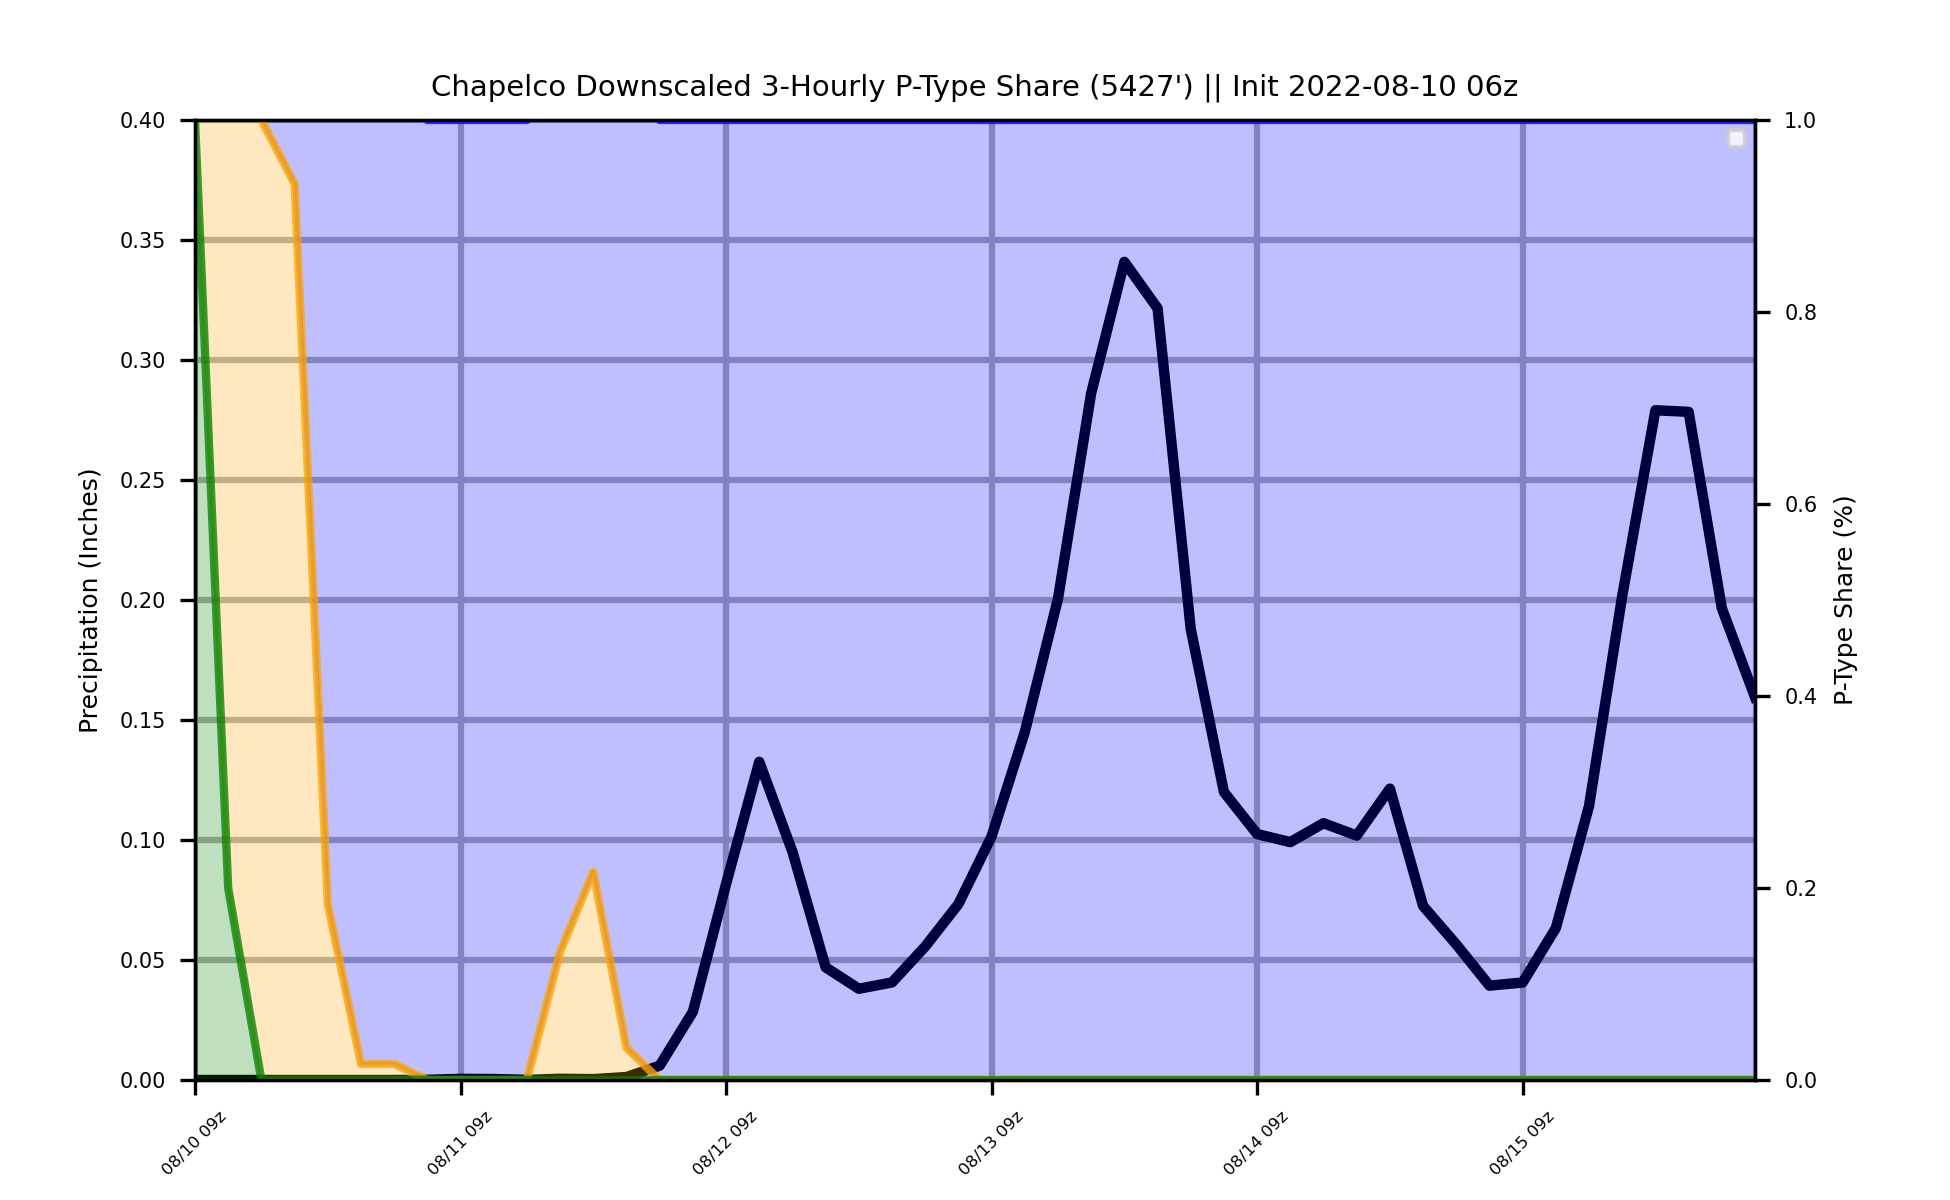 Chapelco Downscaled 3-Hourly P-Type Share (5427') || Init 2022-08-10 06z
0.40
0.35
0.30
0.25
0.20
0.15
0.10
0.05
0.00
Precipitation (Inches)
1.0
0.8
0.6
0.4
0.2
0.0
P-Type Share (%)
08/10 09z
08/11 09z
08/12 09z
08/13 09z
08/14 09z
08/15 09z